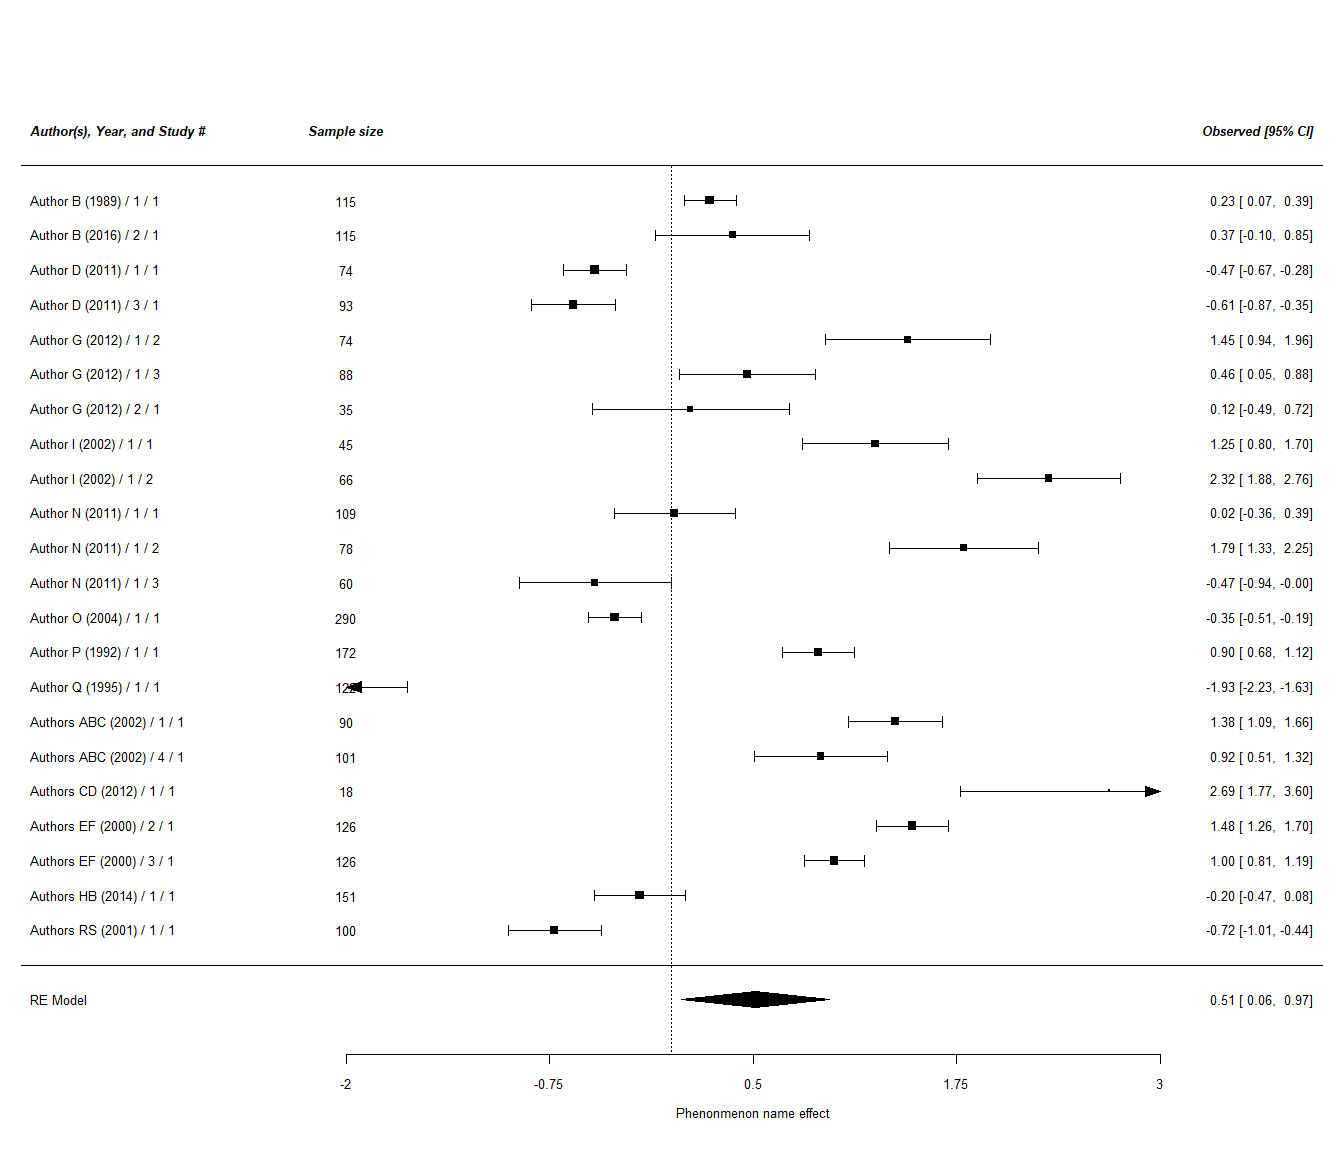 Author(s), Year, and Study # Sample size Observed [95% CI]
Author B (1989) / 1 / 1 115 0.23 [ 0.07, 0.39]
Author B (2016) / 2 / 1 115 0.37 [-0.10, 0.85]
Author D (2011) / 1 / 1 74 -0.47 [-0.67, -0.28]
Author D (2011) / 3 / 1 93 -0.61 [-0.87, -0.35]
Author G (2012) / 1 / 2 74 1.45 [ 0.94, 1.96]
Author G (2012) / 1 / 3 88 0.46 [ 0.05, 0.88]
Author G (2012) / 2 / 1 35 0.12 [-0.49, 0.72]
Author I (2002) / 1 / 1 45 1.25 [ 0.80, 1.70]
Author I (2002) / 1 / 2 66 2.32 [ 1.88, 2.76]
Author N (2011) / 1 / 1 109 0.02 [-0.36, 0.39]
Author N (2011) / 1 / 2 78 1.79 [ 1.33, 2.25]
Author N (2011) / 1 / 3 60 -0.47 [-0.94, -0.00]
Author O (2004) / 1 / 1 290 -0.35 [-0.51, -0.19]
Author P (1992) / 1 / 1 172 0.90 [ 0.68, 1.12]
Author Q (1995) / 1 / 1 -1.93 [-2.23, -1.63]
Authors ABC (2002) / 1 / 1 90 1.38 [ 1.09, 1.66]
Authors ABC (2002) / 4 / 1 101 0.92 [ 0.51, 1.32]
Authors CD (2012) / 1 / 1 18 2.69 [ 1.77, 3.60]
Authors EF (2000) / 2 / 1 126 1.48 [ 1.26, 1.70]
Authors EF (2000) / 3 / 1 126 1.00 [ 0.81, 1.19]
Authors HB (2014) / 1 / 1 151 -0.20 [-0.47, 0.08]
Authors RS (2001) / 1 / 1 100 -0.72 [-1.01, -0.44]
RE Model 0.51 [ 0.06, 0.97]
-2 -0.75 0.5 1.75 3
Phenonmenon name effect